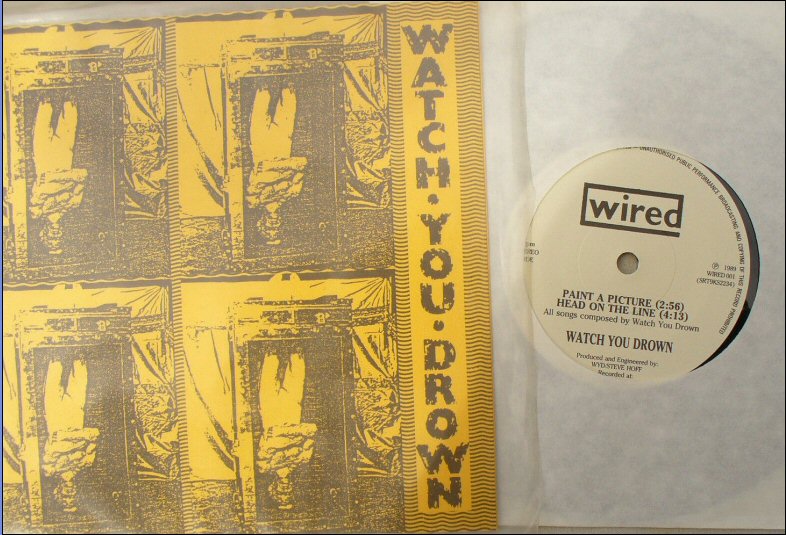 WATCH·YOU·DROWN
UNAUTHORISED PUBLIC PERFORMANCE BROADCASTING AND COPYING OF THIS RECORD PROHIBITED
wired
℗ 1989
WIRED 001
(SRT9KS2234)
PAINT A PICTURE (2:56)
HEAD ON THE LINE (4:13)
All songs composed by Watch You Drown
WATCH YOU DROWN
Produced and Engineered by:
WYD/STEVE HOFF
Recorded at: